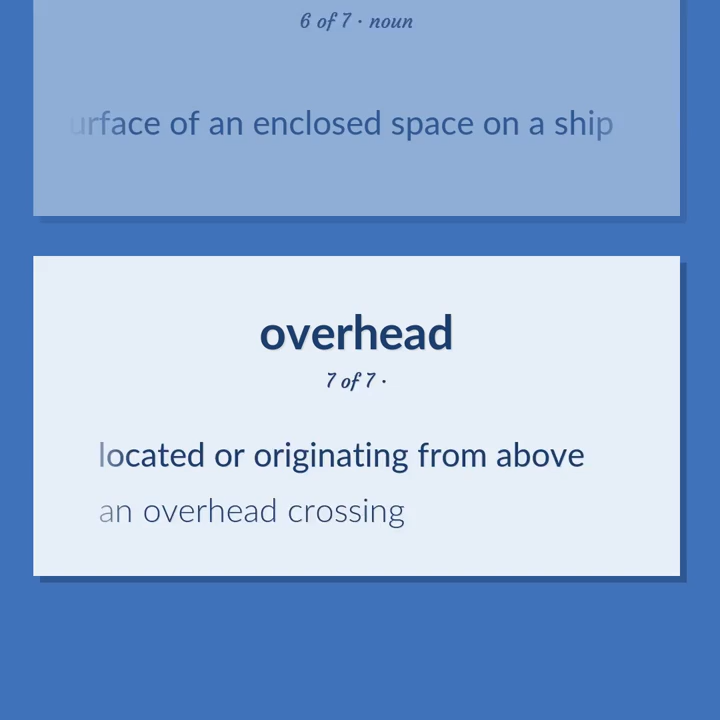 6 of 7 · noun
urface of an enclosed space on a ship
overhead
7 of 7 ·
located or originating from above
an overhead crossing